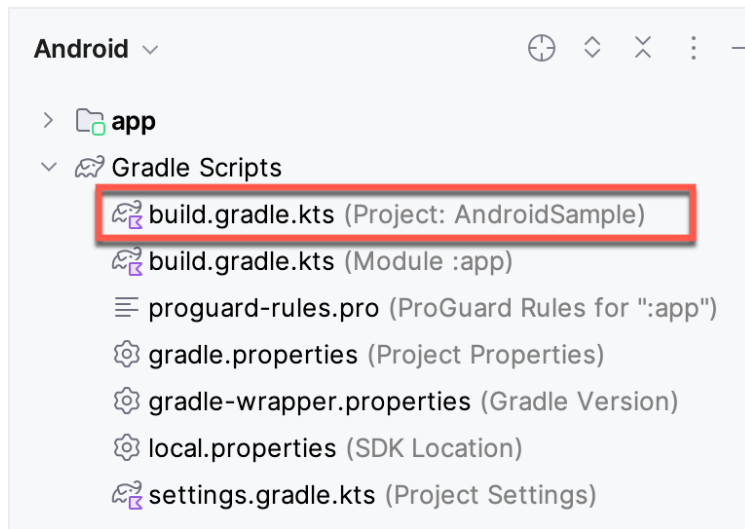 Android
app
Gradle Scripts
build.gradle.kts (Project: AndroidSample)
build.gradle.kts (Module :app)
proguard-rules.pro (ProGuard Rules for ":app")
gradle.properties (Project Properties)
gradle-wrapper.properties (Gradle Version)
local.properties (SDK Location)
settings.gradle.kts (Project Settings)